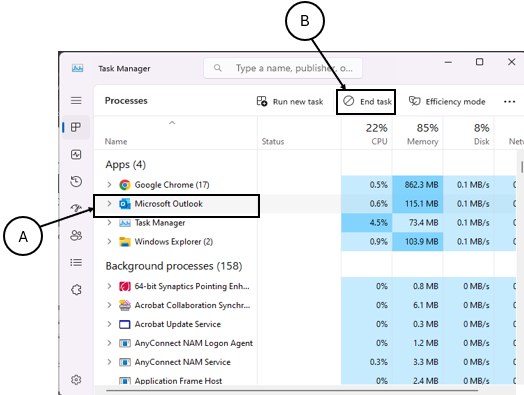 B
Task Manager
Type a name, publisher, o...
Processes
Run new task
End task
Efficiency mode
22% 85% 8%
Name Status CPU Memory Disk Netv
Apps (4)
Google Chrome (17) 0.5% 862.3 MB 0.1 MB/s
Microsoft Outlook 0.6% 115.1 MB 0.1 MB/s
Task Manager 4.5% 73.4 MB 0.1 MB/s
Windows Explorer (2) 0.9% 103.9 MB 0.1 MB/s
A
Background processes (158)
64-bit Synaptics Pointing Enh... 0% 0.8 MB 0 MB/s
Acrobat Collaboration Synchr... 0% 6.1 MB 0 MB/s
Acrobat Update Service 0% 0.3 MB 0 MB/s
AnyConnect NAM Logon Agent 0% 1.2 MB 0 MB/s
AnyConnect NAM Service 0.3% 3.3 MB 0 MB/s
Application Frame Host 0% 2.4 MB 0 MB/s